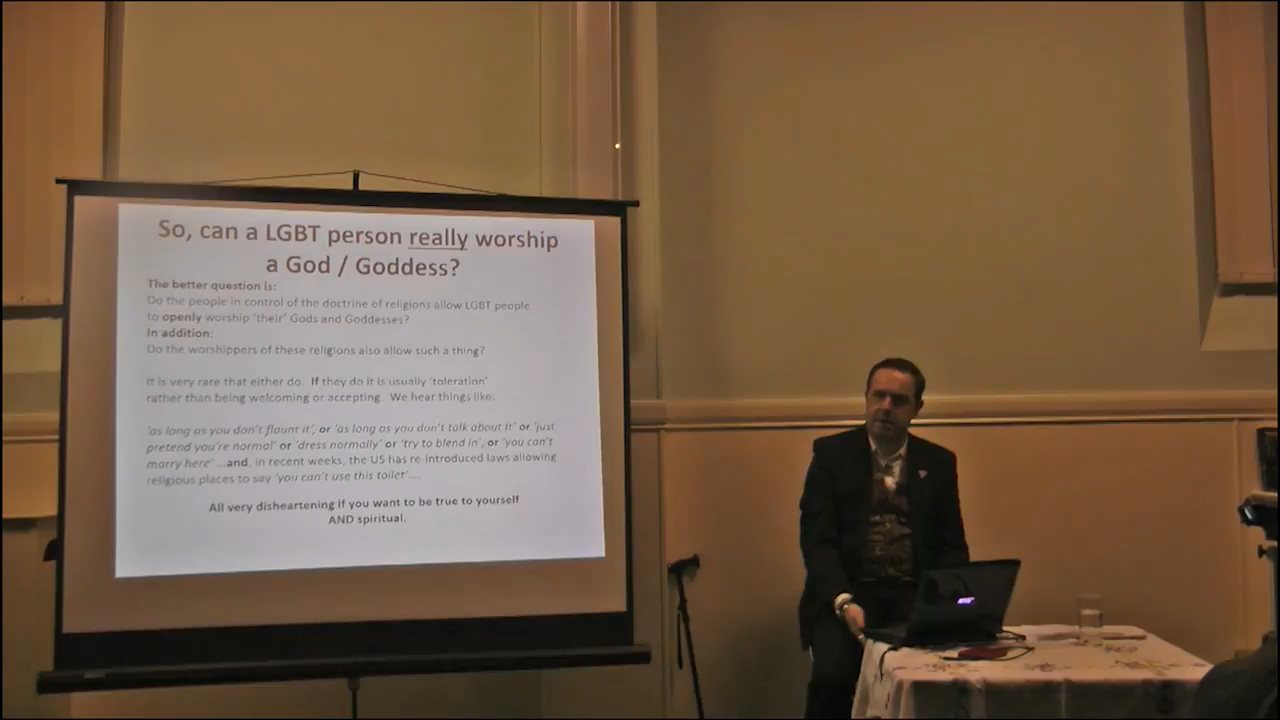 So, can a LGBT person really worship
a God / Goddess?
The better question is:
Do the people in control of the doctrine of religions allow LGBT people
to openly worship 'their' Gods and Goddesses?
In addition:
Do the worshippers of these religions also allow such a thing?
It is very rare that either do. If they do it is usually 'toleration'
rather than being welcoming or accepting. We hear things like:
'as long as you don't flaunt it', or 'as long as you don't talk about it' or 'just
pretend you're normal' or 'dress normally' or 'try to blend in', or 'you can't
marry here' ...and, in recent weeks, the US has re-introduced laws allowing
religious places to say 'you can't use this toilet'....
All very disheartening if you want to be true to yourself
AND spiritual.